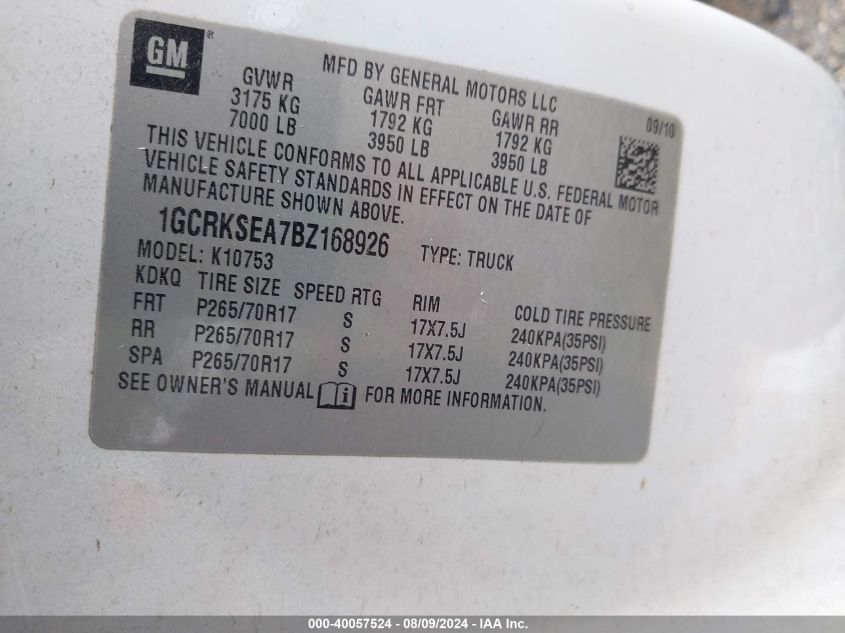 GM ®
MFD BY GENERAL MOTORS LLC
09/10
GVWR GAWR FRT GAWR RR
3175 KG 1792 KG 1792 KG
7000 LB 3950 LB 3950 LB
THIS VEHICLE CONFORMS TO ALL APPLICABLE U.S. FEDERAL MOTOR
VEHICLE SAFETY STANDARDS IN EFFECT ON THE DATE OF
MANUFACTURE SHOWN ABOVE.
1GCRKSEA7BZ168926 TYPE: TRUCK
MODEL: K10753
KDKQ TIRE SIZE SPEED RTG RIM COLD TIRE PRESSURE
FRT P265/70R17 S 17X7.5J 240KPA(35PSI)
RR P265/70R17 S 17X7.5J 240KPA(35PSI)
SPA P265/70R17 S 17X7.5J 240KPA(35PSI)
SEE OWNER'S MANUAL i FOR MORE INFORMATION.
000-40057524 - 08/09/2024 - IAA Inc.